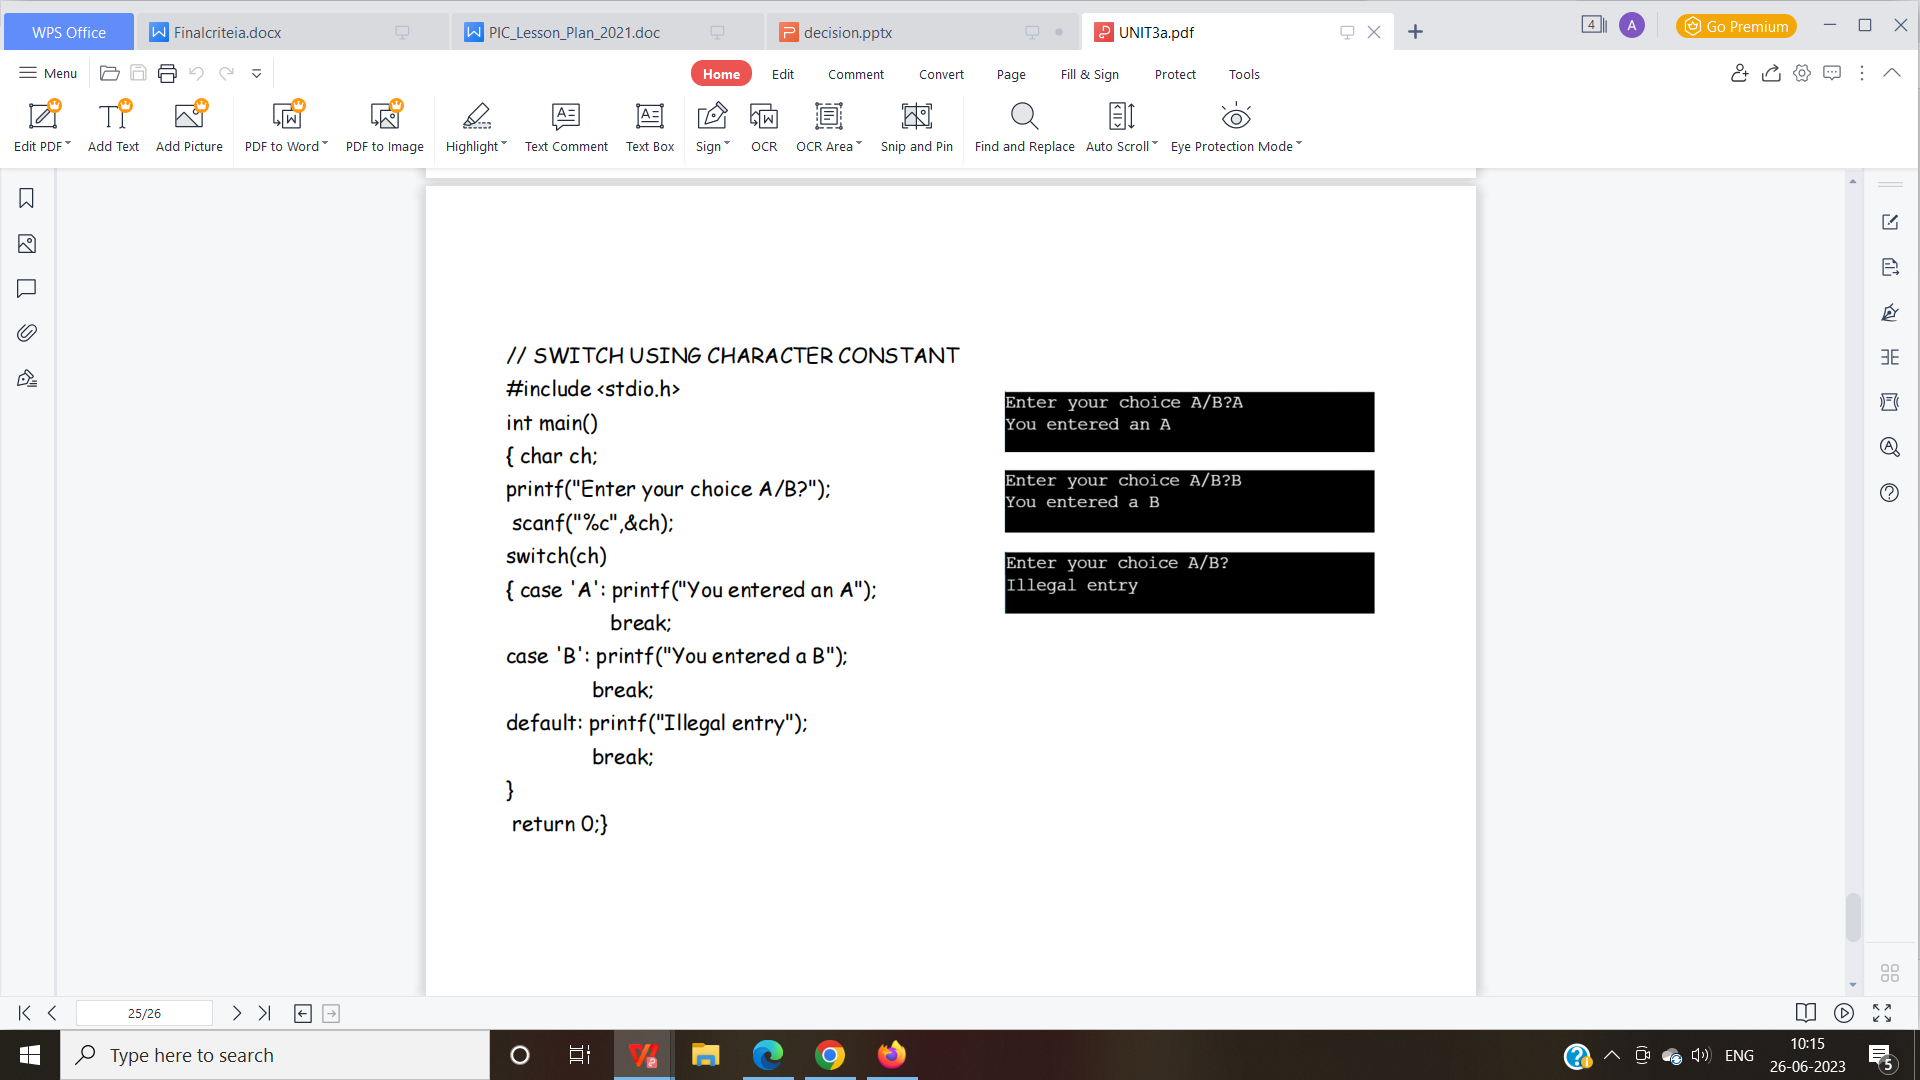 WPS Office
Finalcriteia.docx
PIC_Lesson_Plan_2021.doc
decision.pptx
UNIT3a.pdf
4
A
Go Premium
Menu
Home
Edit
Comment
Convert
Page
Fill & Sign
Protect
Tools
Edit PDF
Add Text
Add Picture
PDF to Word
PDF to Image
Highlight
Text Comment
Text Box
Sign
OCR
OCR Area
Snip and Pin
Find and Replace
Auto Scroll
Eye Protection Mode
// SWITCH USING CHARACTER CONSTANT
#include <stdio.h>
int main()
{ char ch;
printf("Enter your choice A/B?");
scanf("%c",&ch);
switch(ch)
{ case 'A': printf("You entered an A");
break;
case 'B': printf("You entered a B");
break;
default: printf("Illegal entry");
break;
}
return 0;}
Enter your choice A/B?A
You entered an A
Enter your choice A/B?B
You entered a B
Enter your choice A/B?
Illegal entry
25/26
Type here to search
ENG
10:15
26-06-2023
5